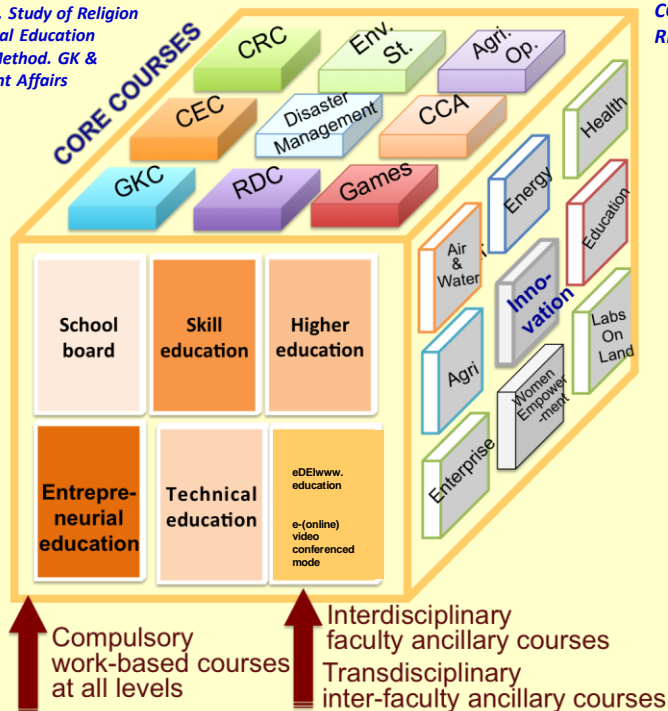 . Study of Religion
al Education
Method. GK &
nt Affairs
CORE COURSES
CRC
Env.
St.
Agri.
Op.
CEC
Disaster
Management
CCA
GKC
RDC
Games
School
board
Skill
education
Higher
education
Entrepre-
neurial
education
Technical
education
eDEIwww.
education
e-(online)
video
conferenced
mode
Air
&
Water
Energy
Health
Agri
Inno-
vation
Education
Enterprise
Women
Empower
-ment
Labs
On
Land
Compulsory
work-based courses
at all levels
Interdisciplinary
faculty ancillary courses
Transdisciplinary
inter-faculty ancillary courses